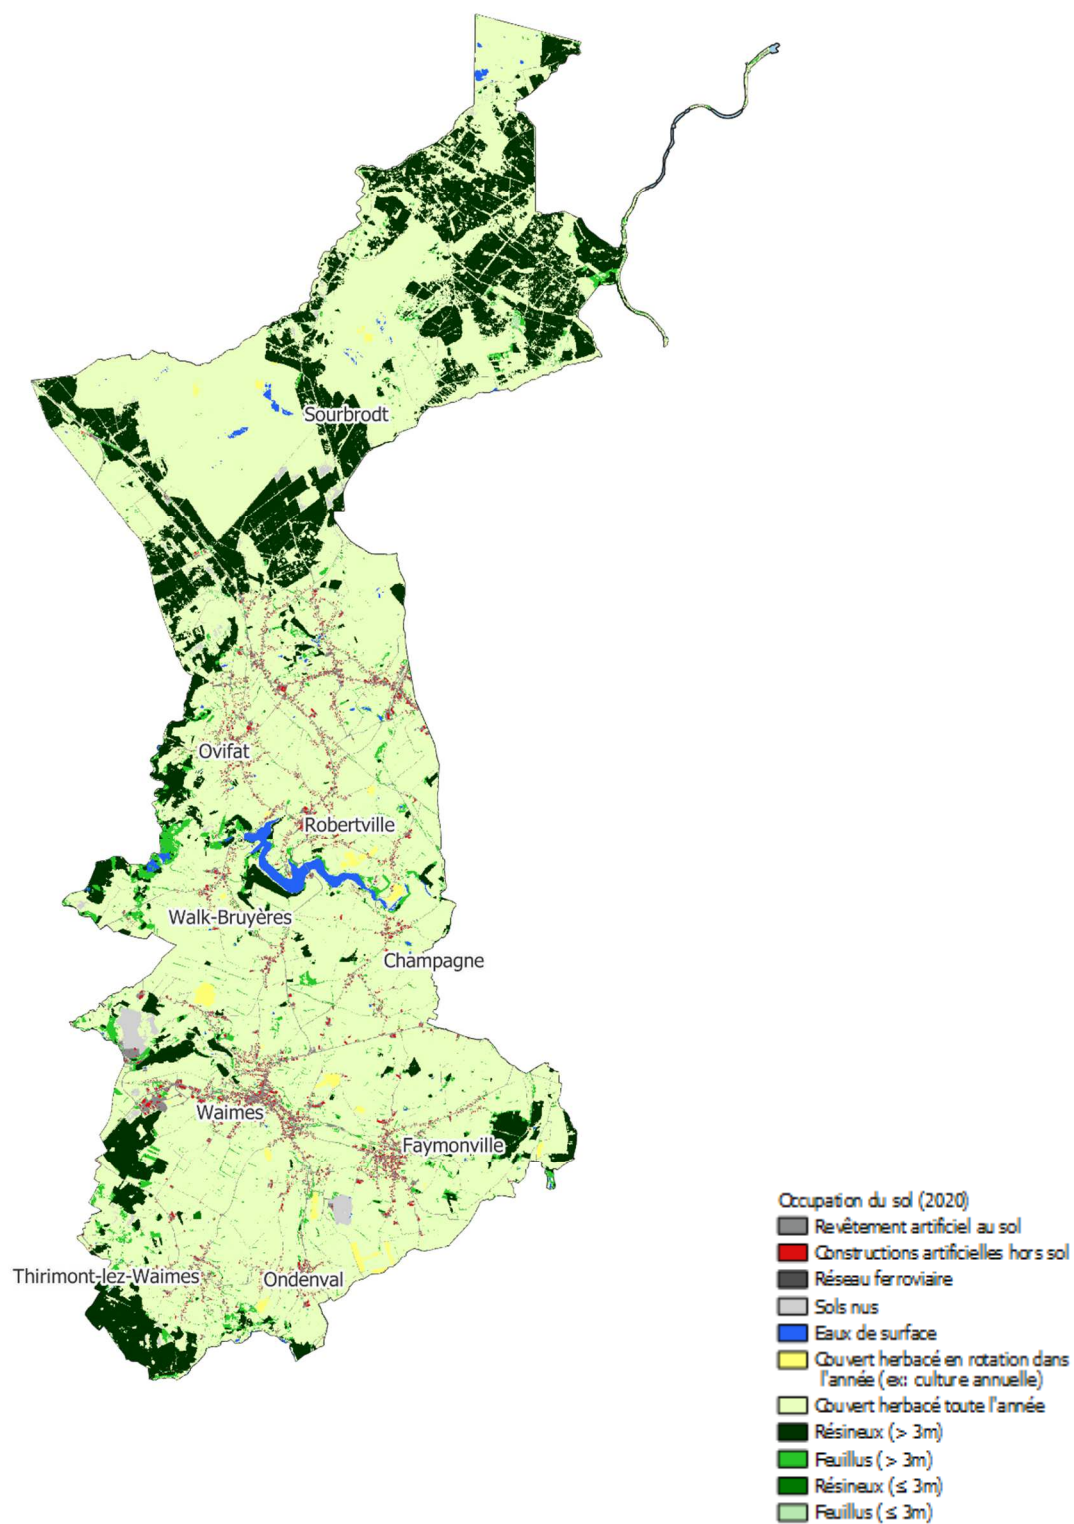 Sourbrodt
Ovifat
Robertville
Walk-Bruyères
Champagne
Waimes
Faymonville
Thirimont-lez-Waimes
Ondenval
Occupation du sol (2020)
Revêtement artificiel au sol
Constructions artificielles hors sol
Réseau ferroviaire
Sols nus
Eaux de surface
Couvert herbacé en rotation dans
l'année (ex: culture annuelle)
Couvert herbacé toute l'année
Résineux (> 3m)
Feuillus (> 3m)
Résineux (≤ 3m)
Feuillus (≤ 3m)